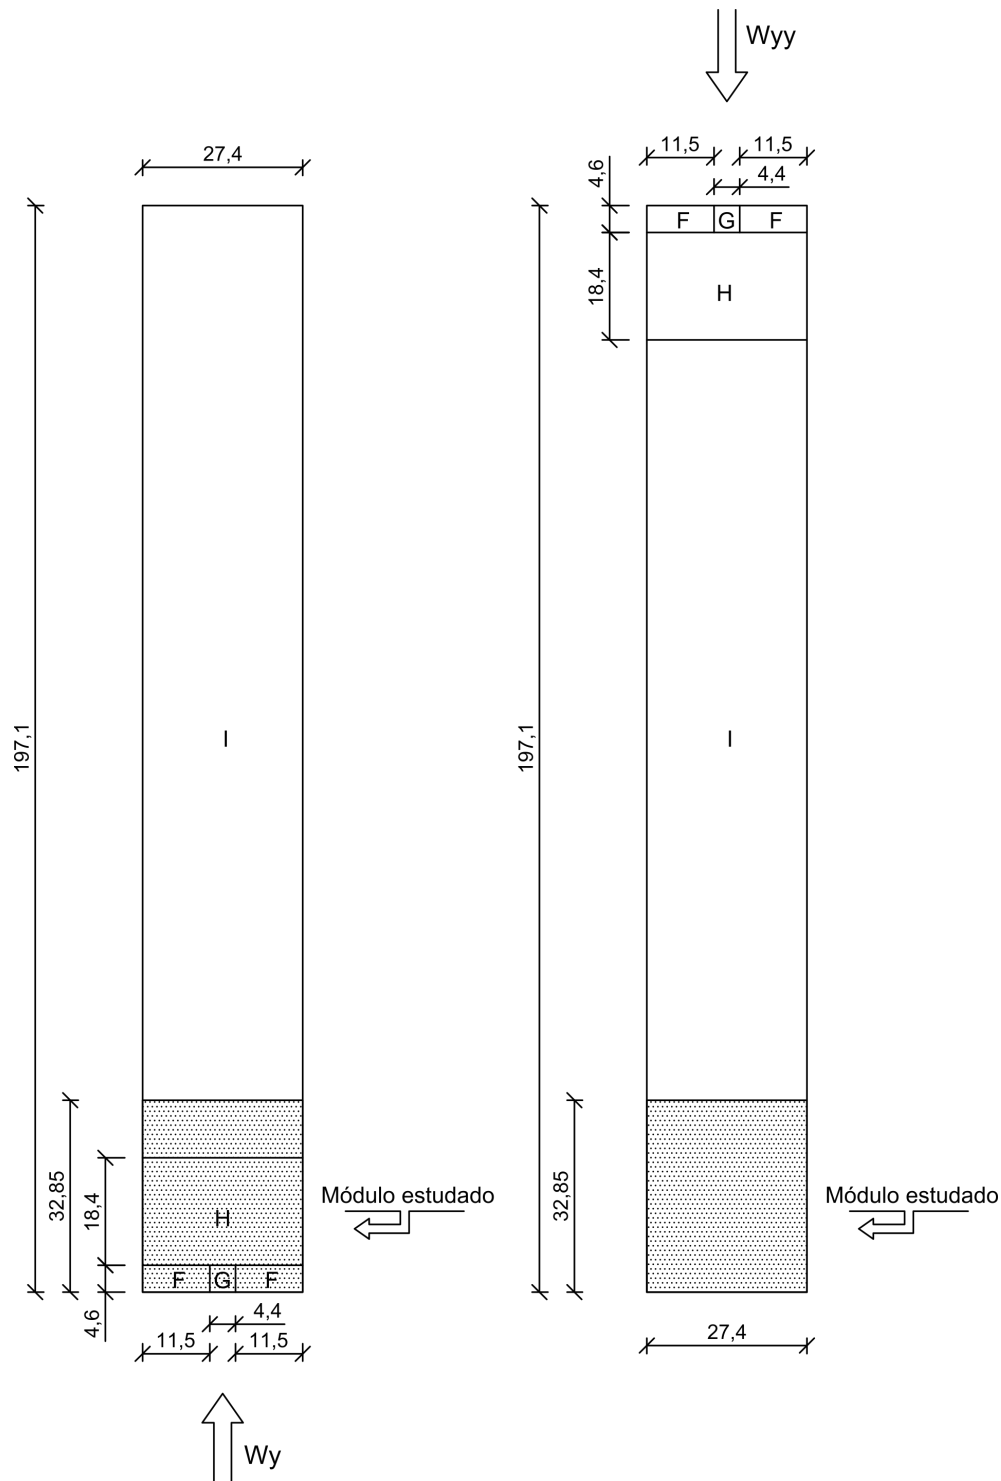 Wyy
27,4
11,5
11,5
4,6
4,4
F
G
F
18,4
H
197,1
I
197,1
I
32,85
18,4
H
Módulo estudado
32,85
Módulo estudado
F
G
F
4,6
4,4
11,5
11,5
27,4
Wy